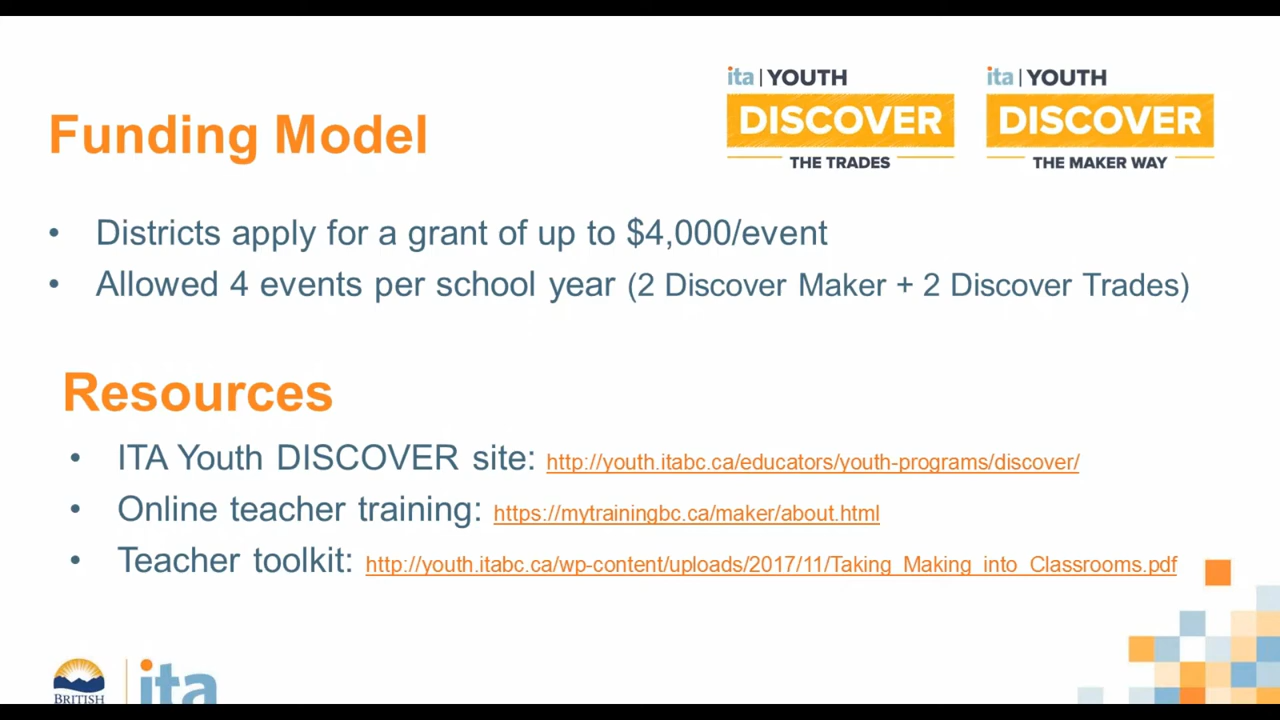 ita | YOUTH
DISCOVER
THE TRADES
ita | YOUTH
DISCOVER
THE MAKER WAY
Funding Model
• Districts apply for a grant of up to $4,000/event
• Allowed 4 events per school year (2 Discover Maker + 2 Discover Trades)
Resources
• ITA Youth DISCOVER site: http://youth.itabc.ca/educators/youth-programs/discover/
• Online teacher training: https://mytrainingbc.ca/maker/about.html
• Teacher toolkit: http://youth.itabc.ca/wp-content/uploads/2017/11/Taking_Making_into_Classrooms.pdf
BRITISH
ita